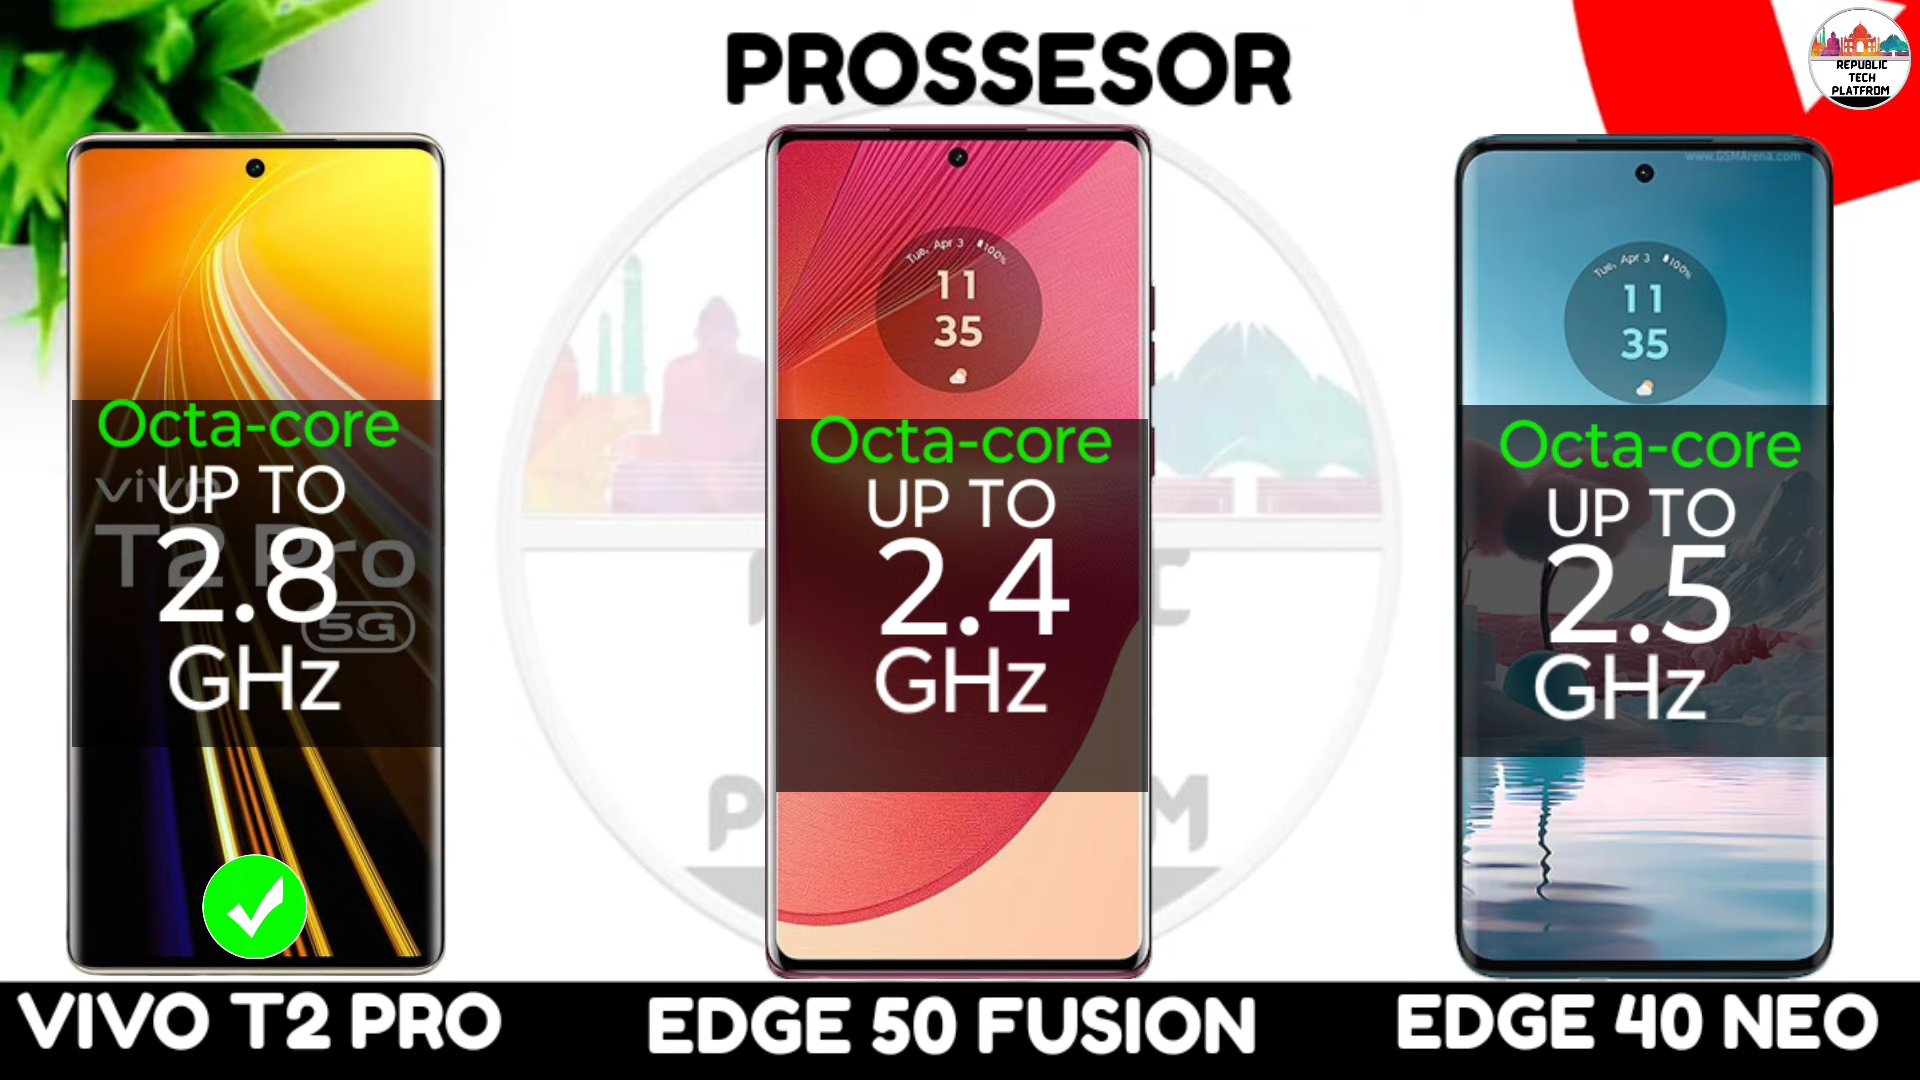 PROSSESOR
REPUBLIC
TECH
PLATFROM
www.GSMArena.com
Tue, Apr 3 100%
11
35
Tue, Apr 3 100%
11
35
Octa-core
UP TO
2.8
GHz
vivo
T2 Pro
5G
Octa-core
UP TO
2.4
GHz
Octa-core
UP TO
2.5
GHz
VIVO T2 PRO
EDGE 50 FUSION
EDGE 40 NEO